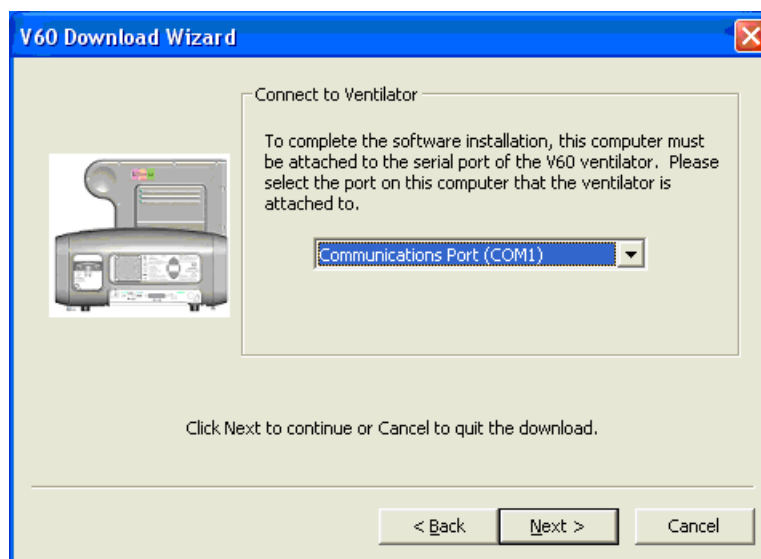 V60 Download Wizard
Connect to Ventilator
To complete the software installation, this computer must
be attached to the serial port of the V60 ventilator.  Please
select the port on this computer that the ventilator is
attached to.
Communications Port (COM1)
Click Next to continue or Cancel to quit the download.
< Back
Next >
Cancel